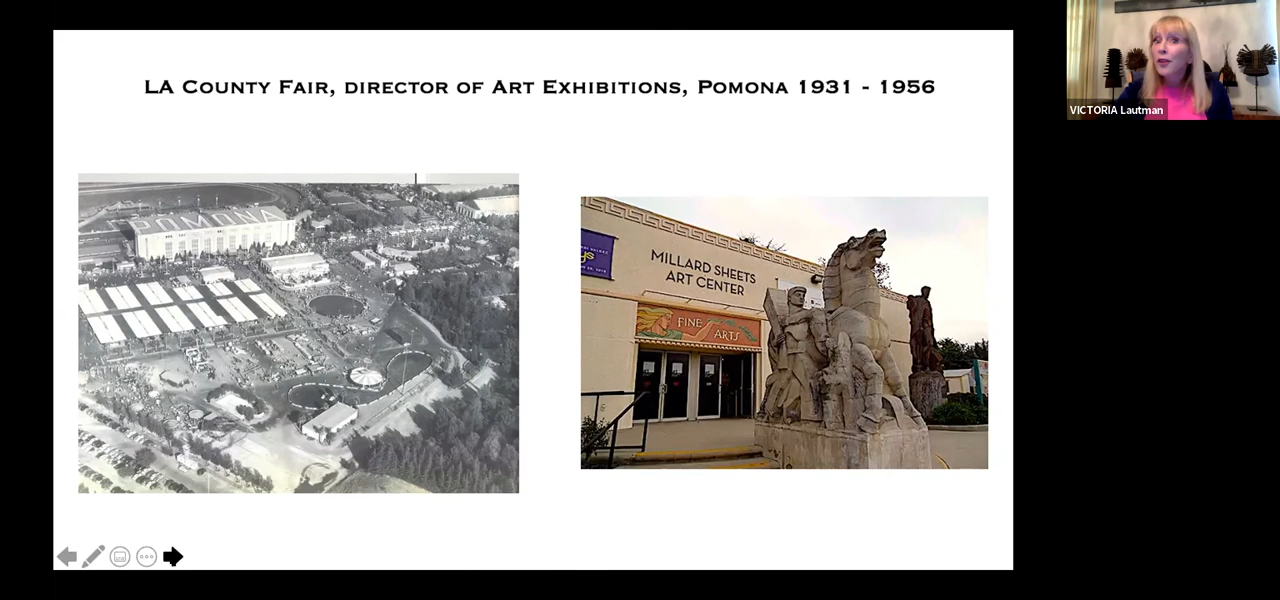 LA County Fair, director of Art Exhibitions, Pomona 1931 - 1956
VICTORIA Lautman
POMONA
MILLARD SHEETS
ART CENTER
FINE
ARTS